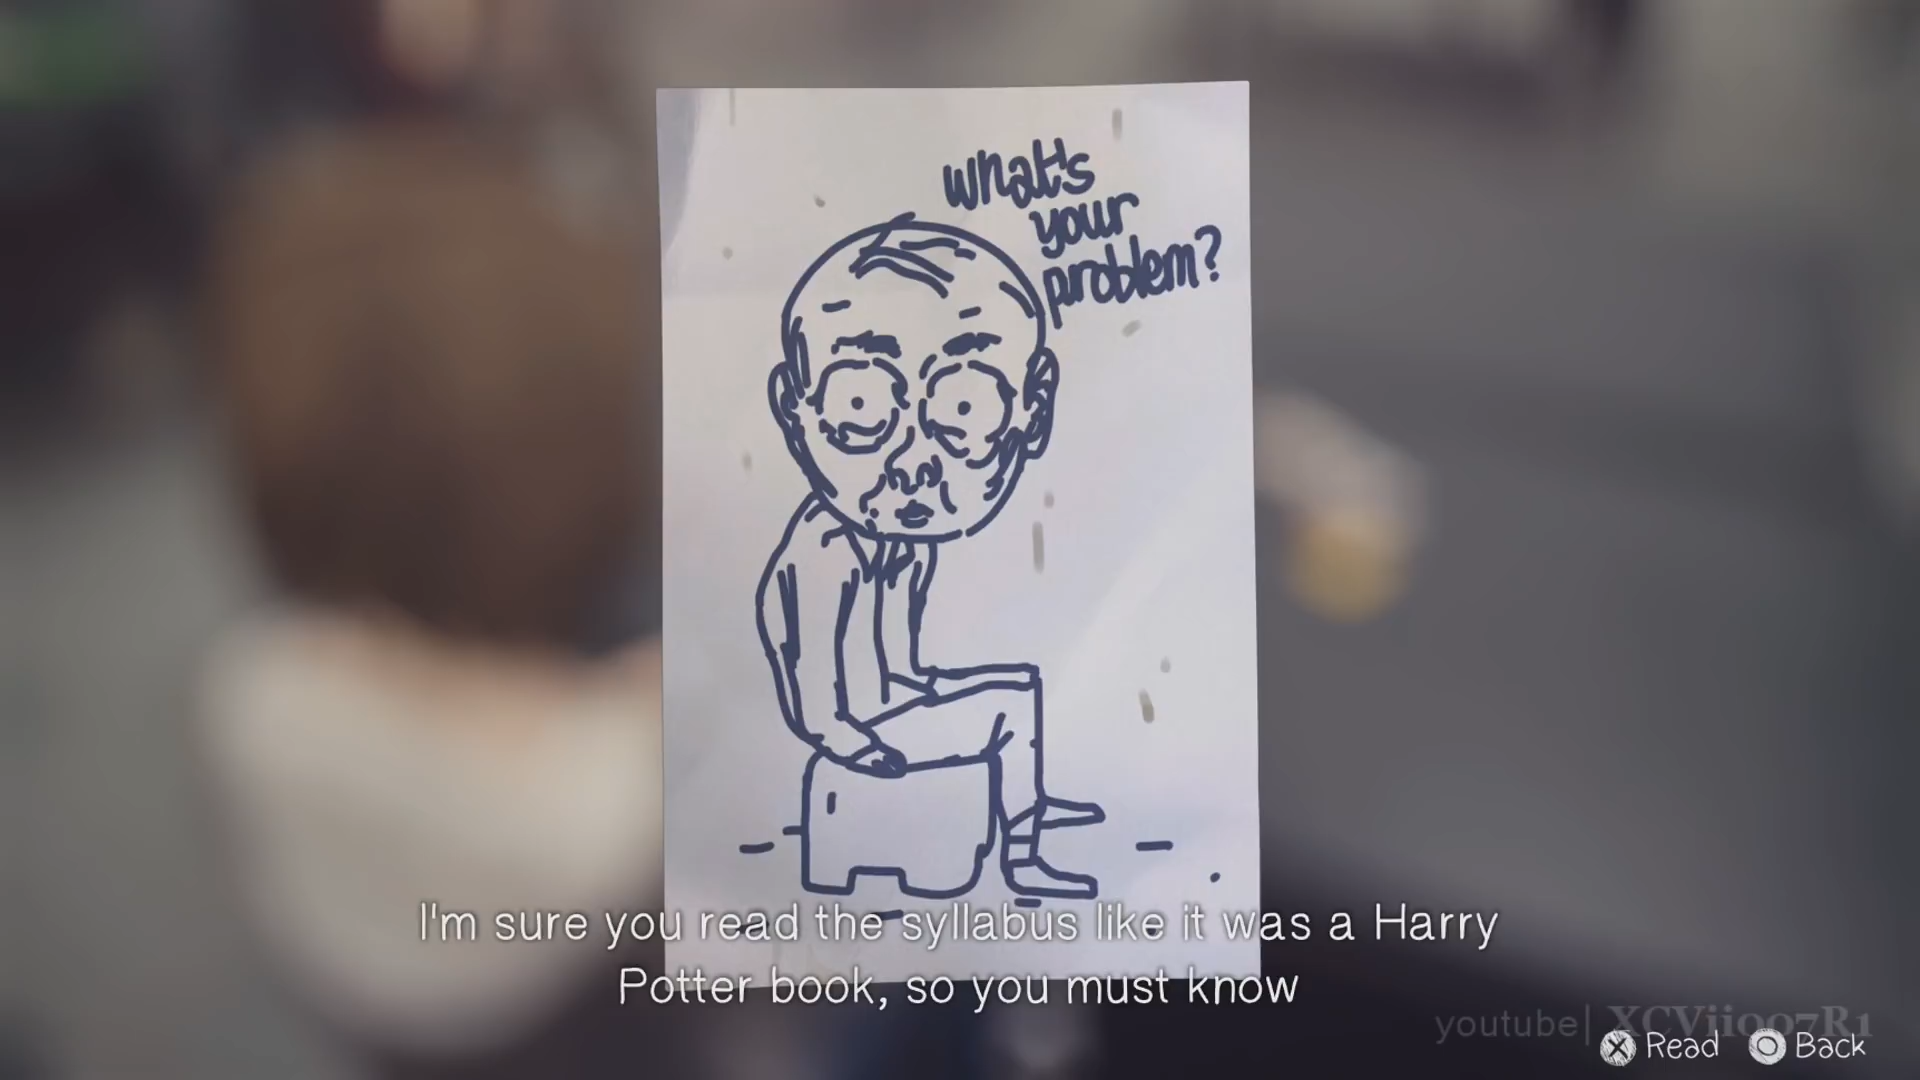 what's
your
problem?
I'm sure you read the syllabus like it was a Harry
Potter book, so you must know
youtube| XCVii007R1
Read Back